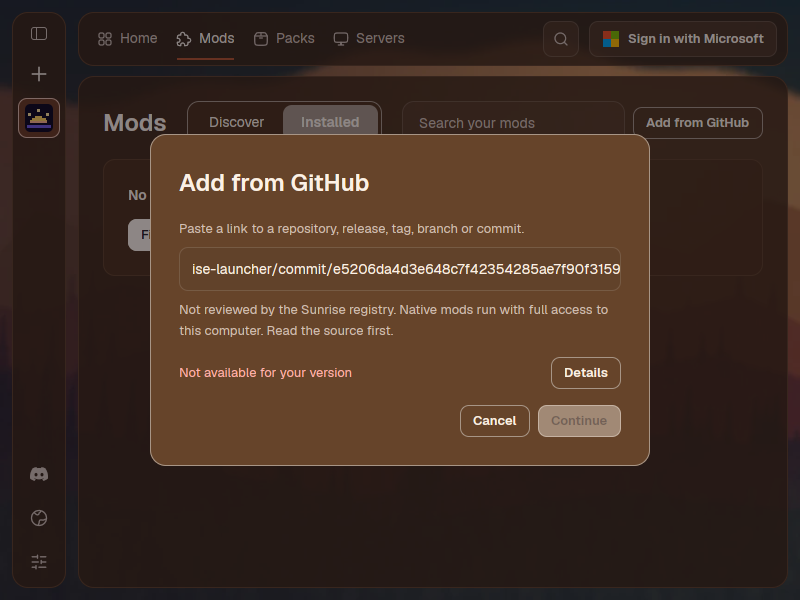 Home
Mods
Packs
Servers
Sign in with Microsoft
Mods
Discover
Installed
Search your mods
Add from GitHub
No
Add from GitHub
Paste a link to a repository, release, tag, branch or commit.
ise-launcher/commit/e5206da4d3e648c7f42354285ae7f90f3159
Not reviewed by the Sunrise registry. Native mods run with full access to
this computer. Read the source first.
Not available for your version
Details
Cancel
Continue